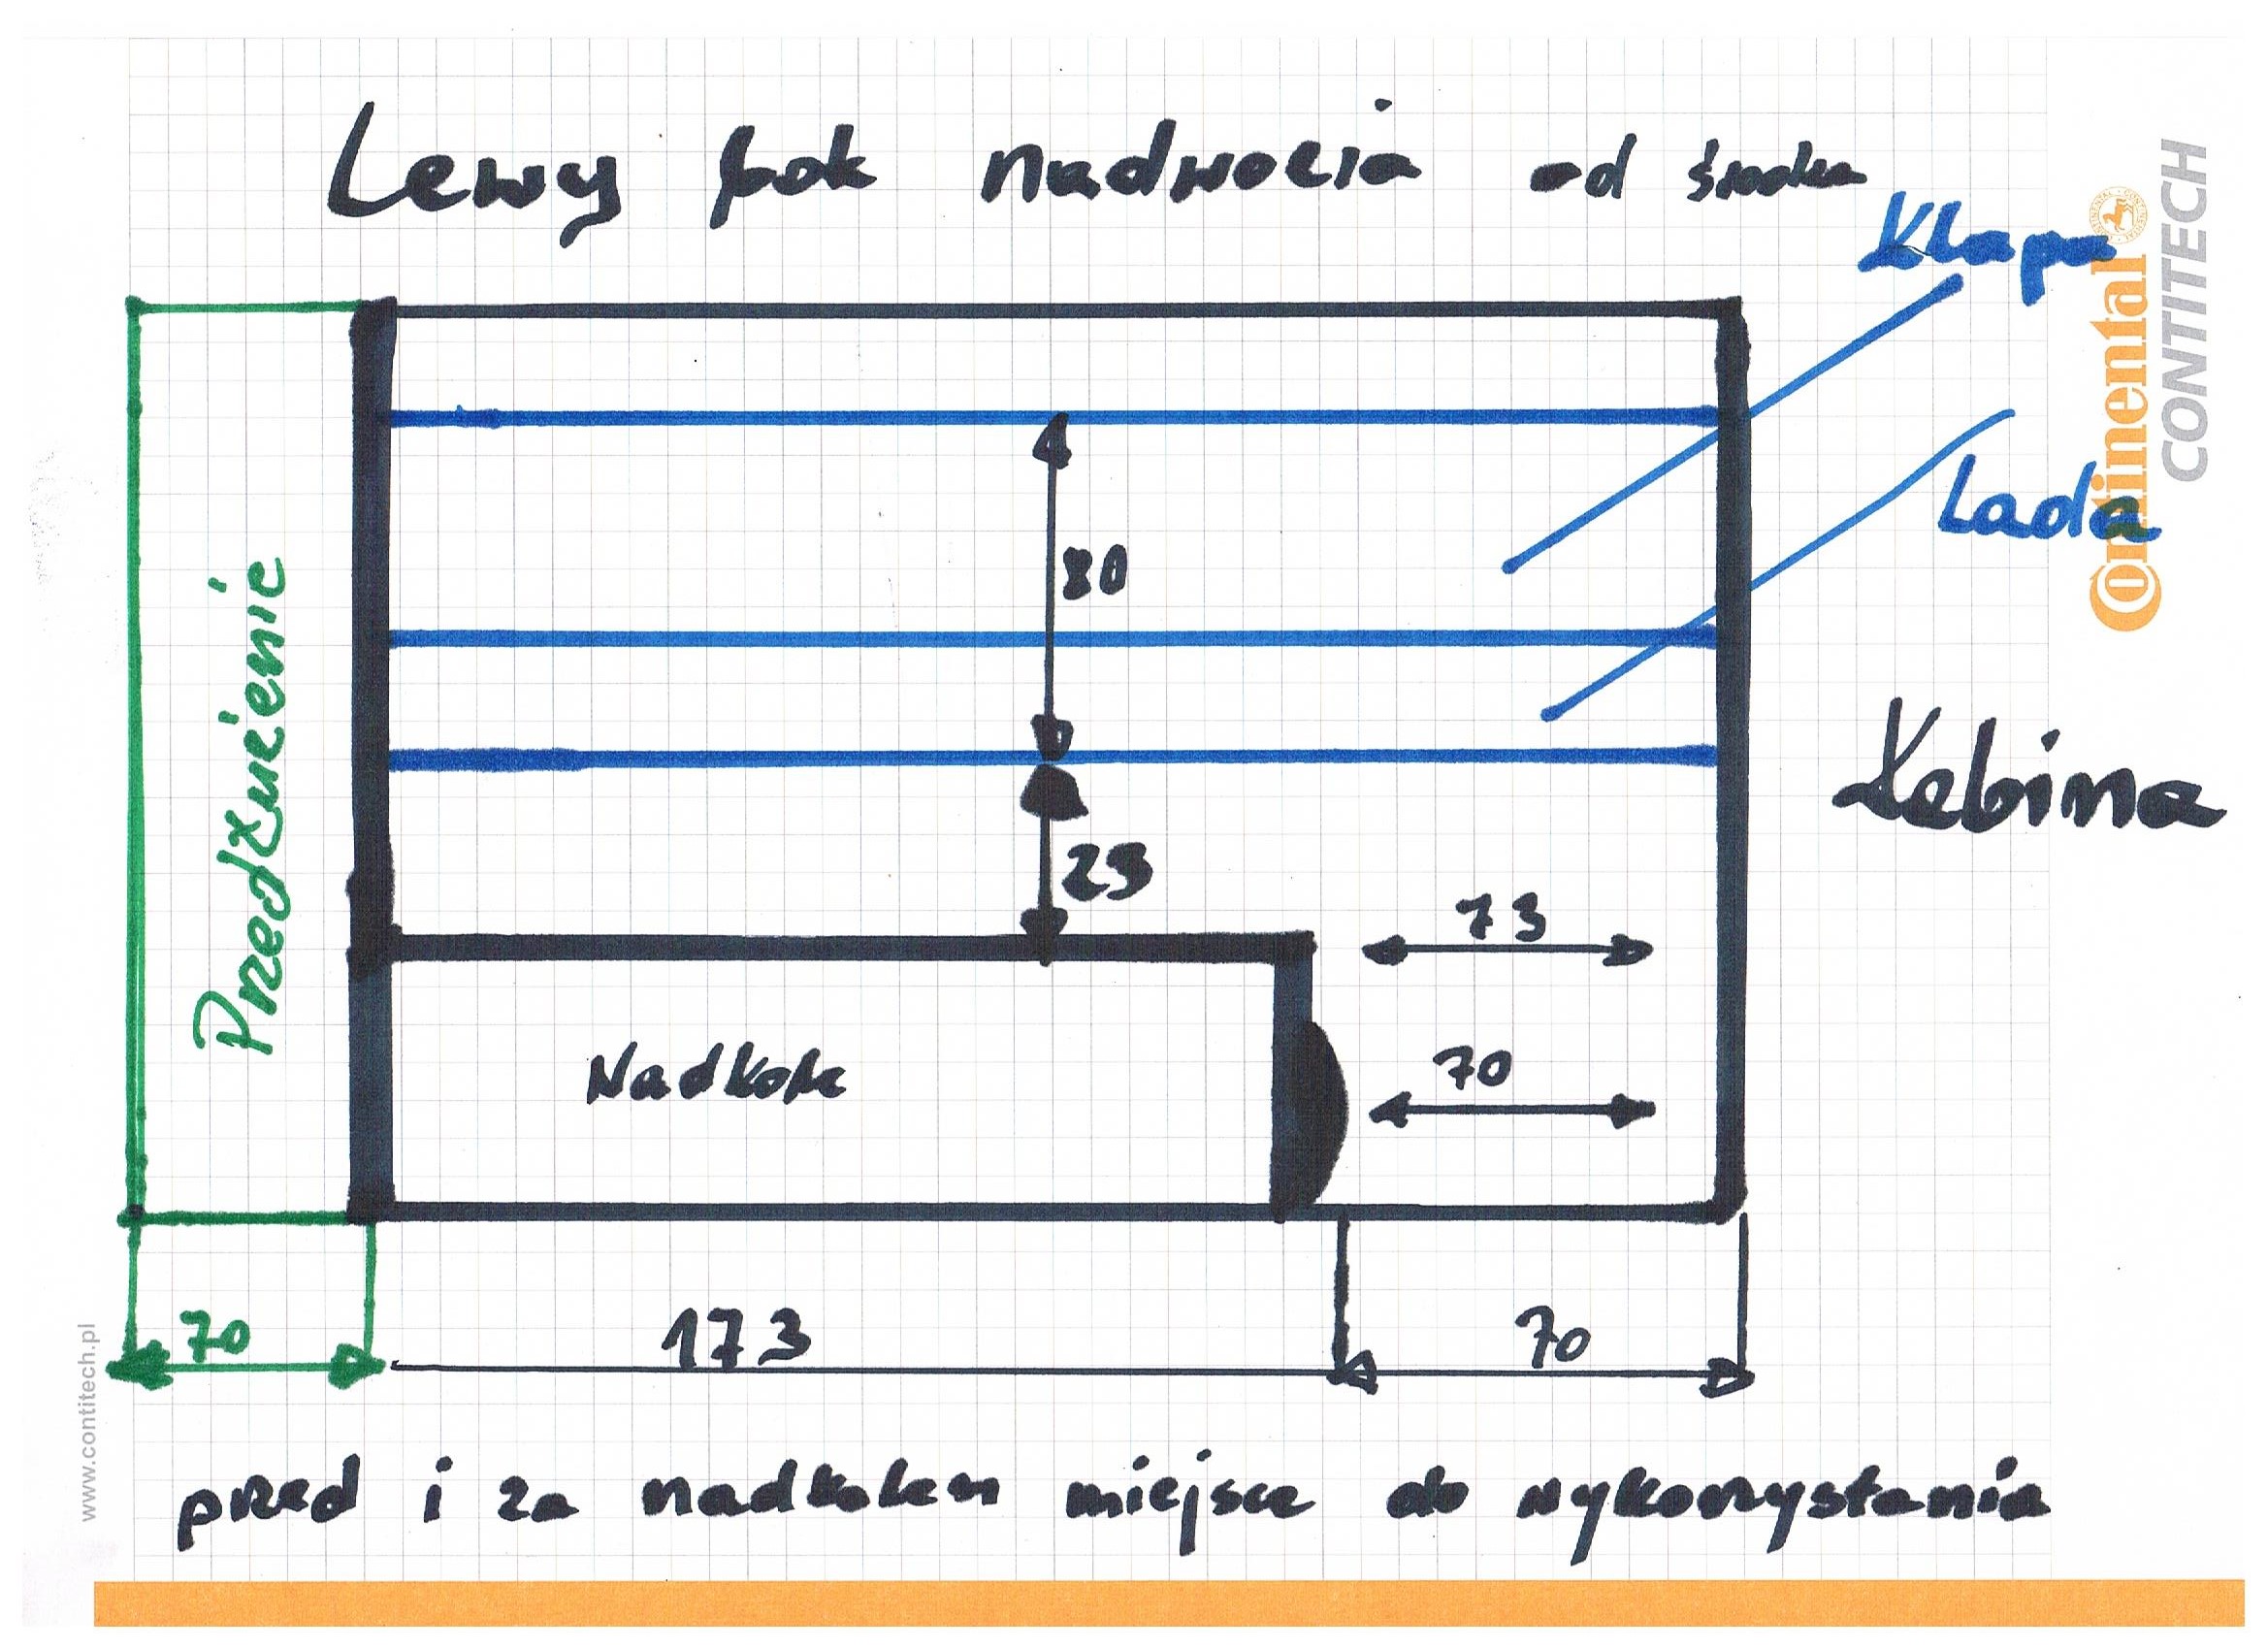 Lewy bok nadwozia od środka
Klapa
Continental
CONTITECH
Lada
Przedłużenie
80
Kabina
25
73
Nadkole
70
70
173
70
www.contitech.pl
przed i za nadkolem miejsce do wykorzystania